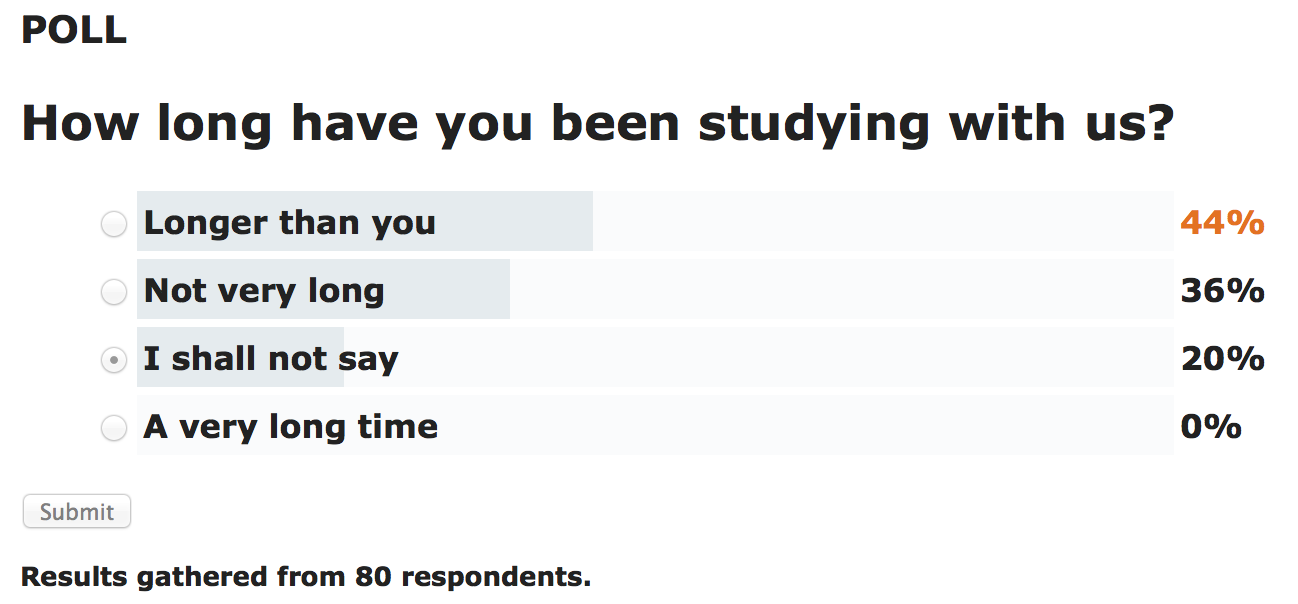 POLL
How long have you been studying with us?
Longer than you 44%
Not very long 36%
I shall not say 20%
A very long time 0%
Submit
Results gathered from 80 respondents.